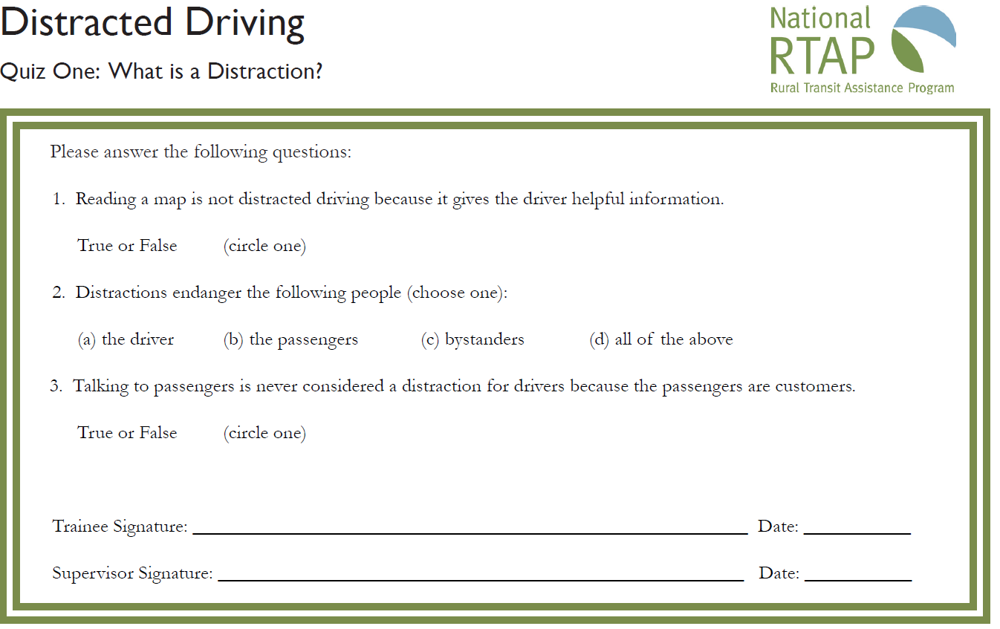 Distracted Driving
Quiz One: What is a Distraction?
National
RTAP
Rural Transit Assistance Program
Please answer the following questions:
1. Reading a map is not distracted driving because it gives the driver helpful information.
True or False (circle one)
2. Distractions endanger the following people (choose one):
(a) the driver (b) the passengers (c) bystanders (d) all of the above
3. Talking to passengers is never considered a distraction for drivers because the passengers are customers.
True or False (circle one)
Trainee Signature: Date:
Supervisor Signature: Date: